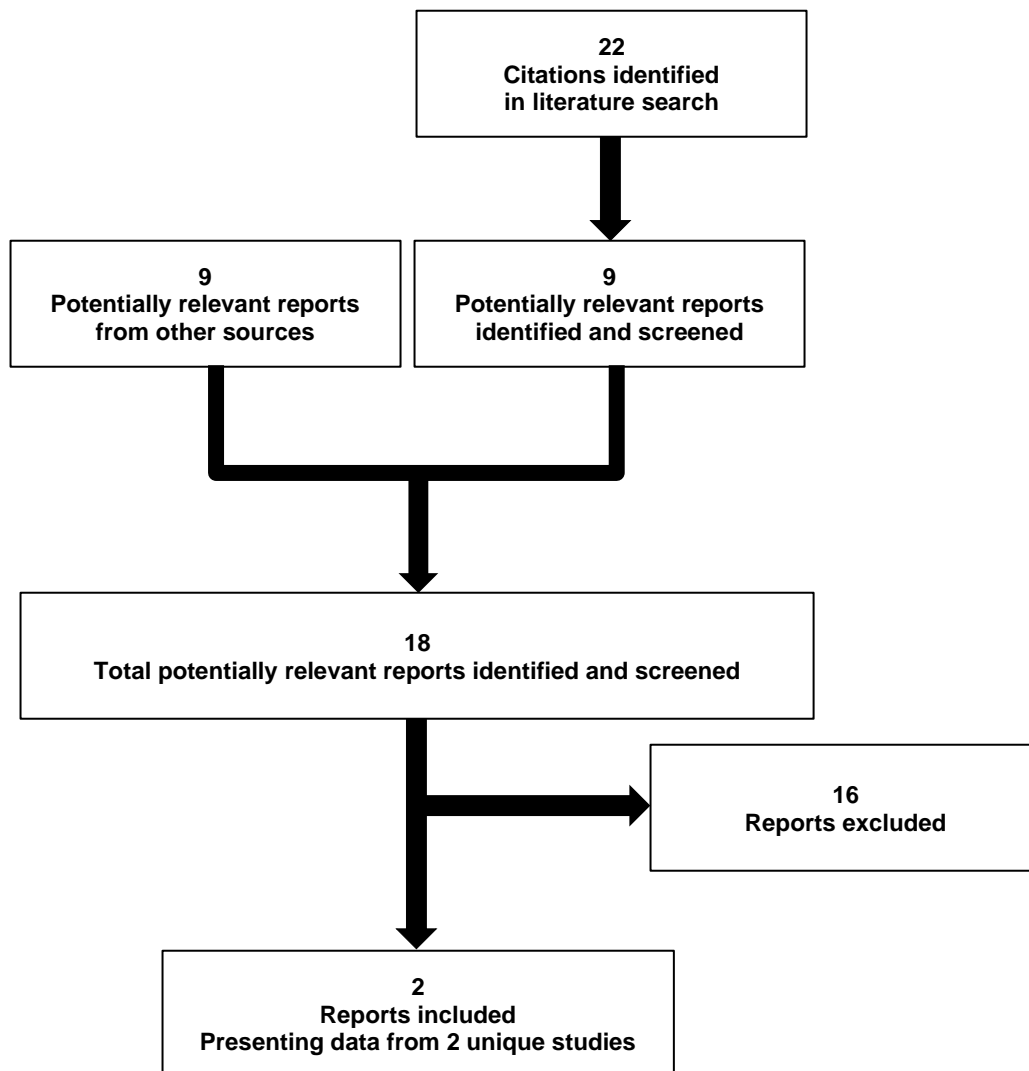 22
Citations identified
in literature search
9
Potentially relevant reports
from other sources
9
Potentially relevant reports
identified and screened
18
Total potentially relevant reports identified and screened
16
Reports excluded
2
Reports included
Presenting data from 2 unique studies